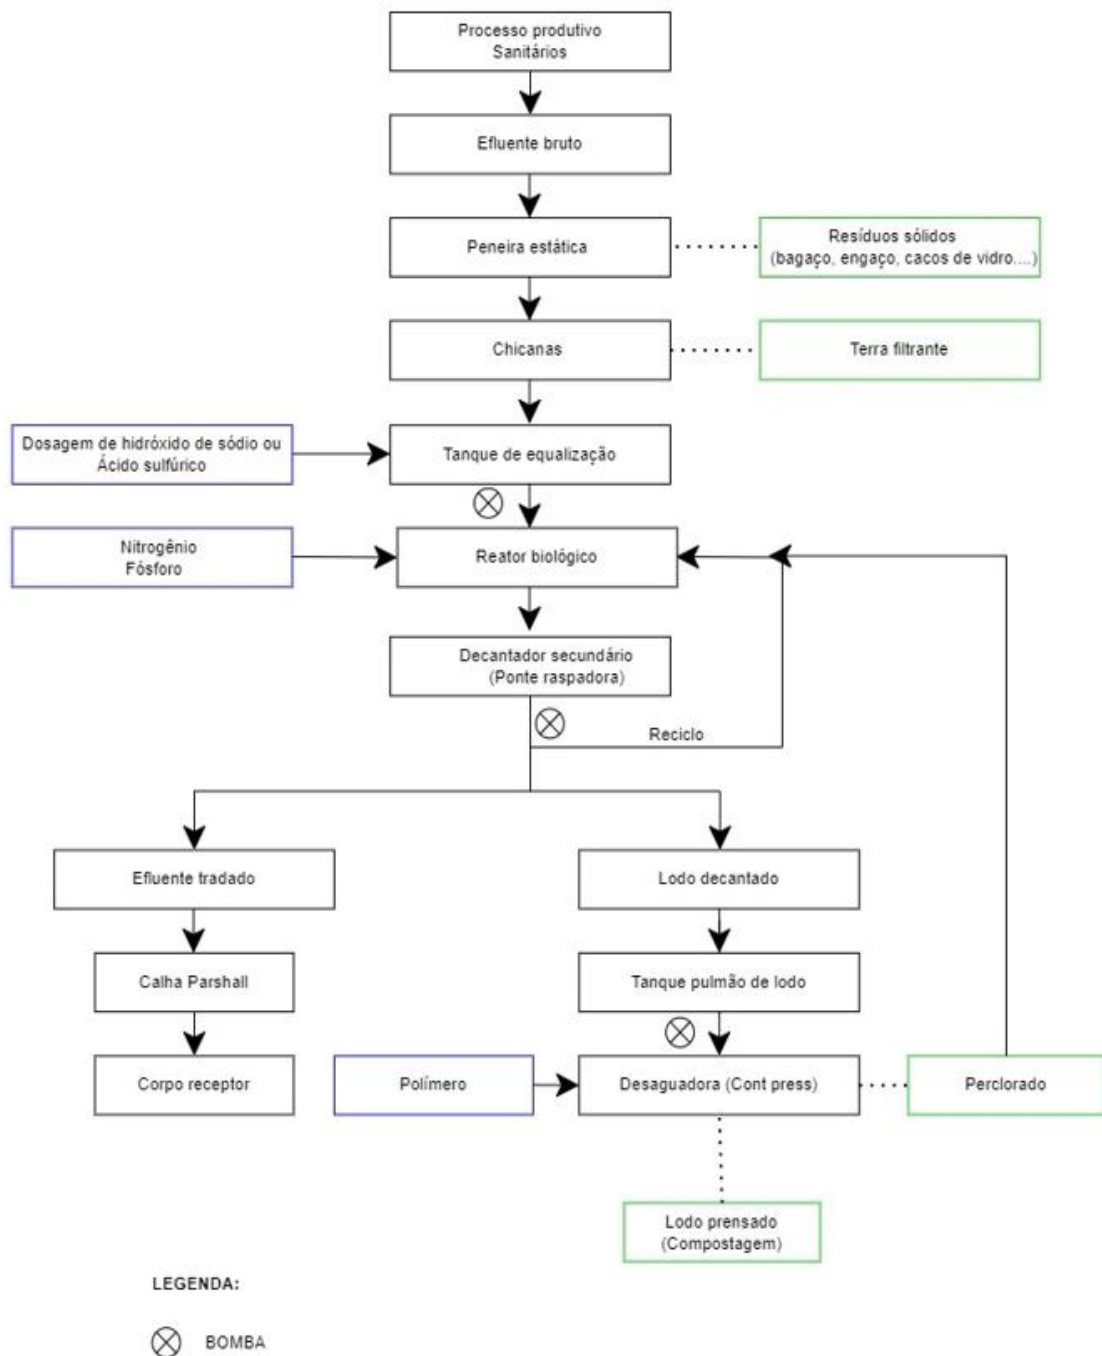 Processo produtivo
Sanitários
Efluente bruto
Peneira estática
Resíduos sólidos
(bagaço, engaço, cacos de vidro....)
Chicanas
Terra filtrante
Dosagem de hidróxido de sódio ou
Ácido sulfúrico
Tanque de equalização
Nitrogênio
Fósforo
Reator biológico
Decantador secundário
(Ponte raspadora)
Reciclo
Efluente tradado
Lodo decantado
Calha Parshall
Tanque pulmão de lodo
Corpo receptor
Polímero
Desaguadora (Cont press)
Perclorado
Lodo prensado
(Compostagem)
LEGENDA:
BOMBA